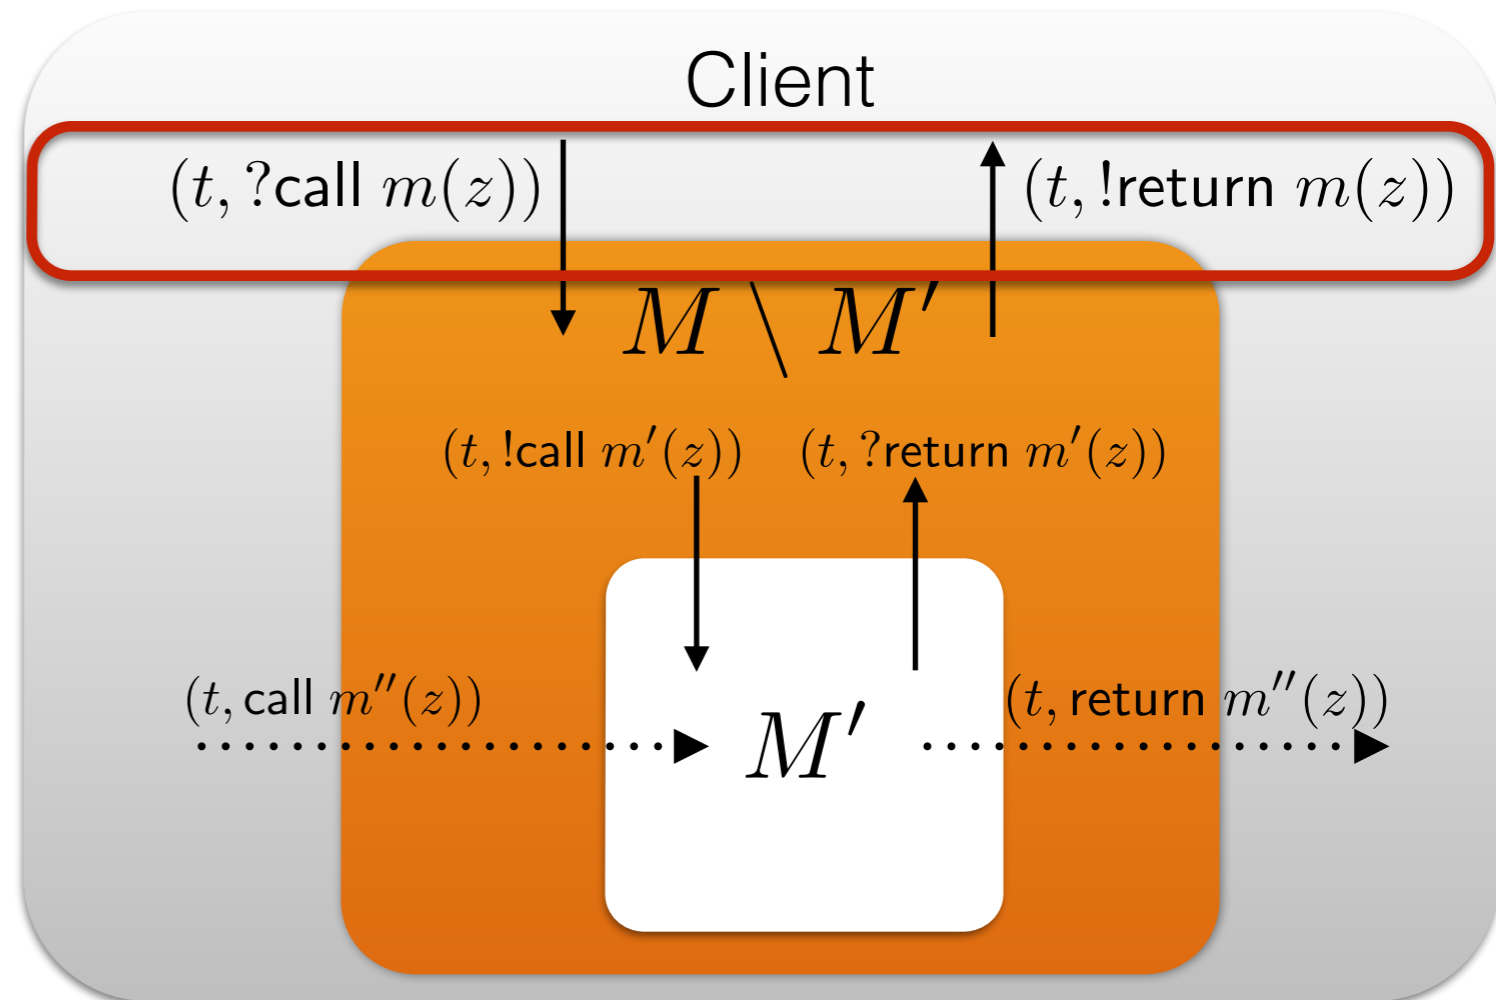 Client
(t, ?call m(z)) (t, !return m(z))
M \ M′
(t, !call m′(z)) (t, ?return m′(z))
(t, call m″(z)) (t, return m″(z))
M′